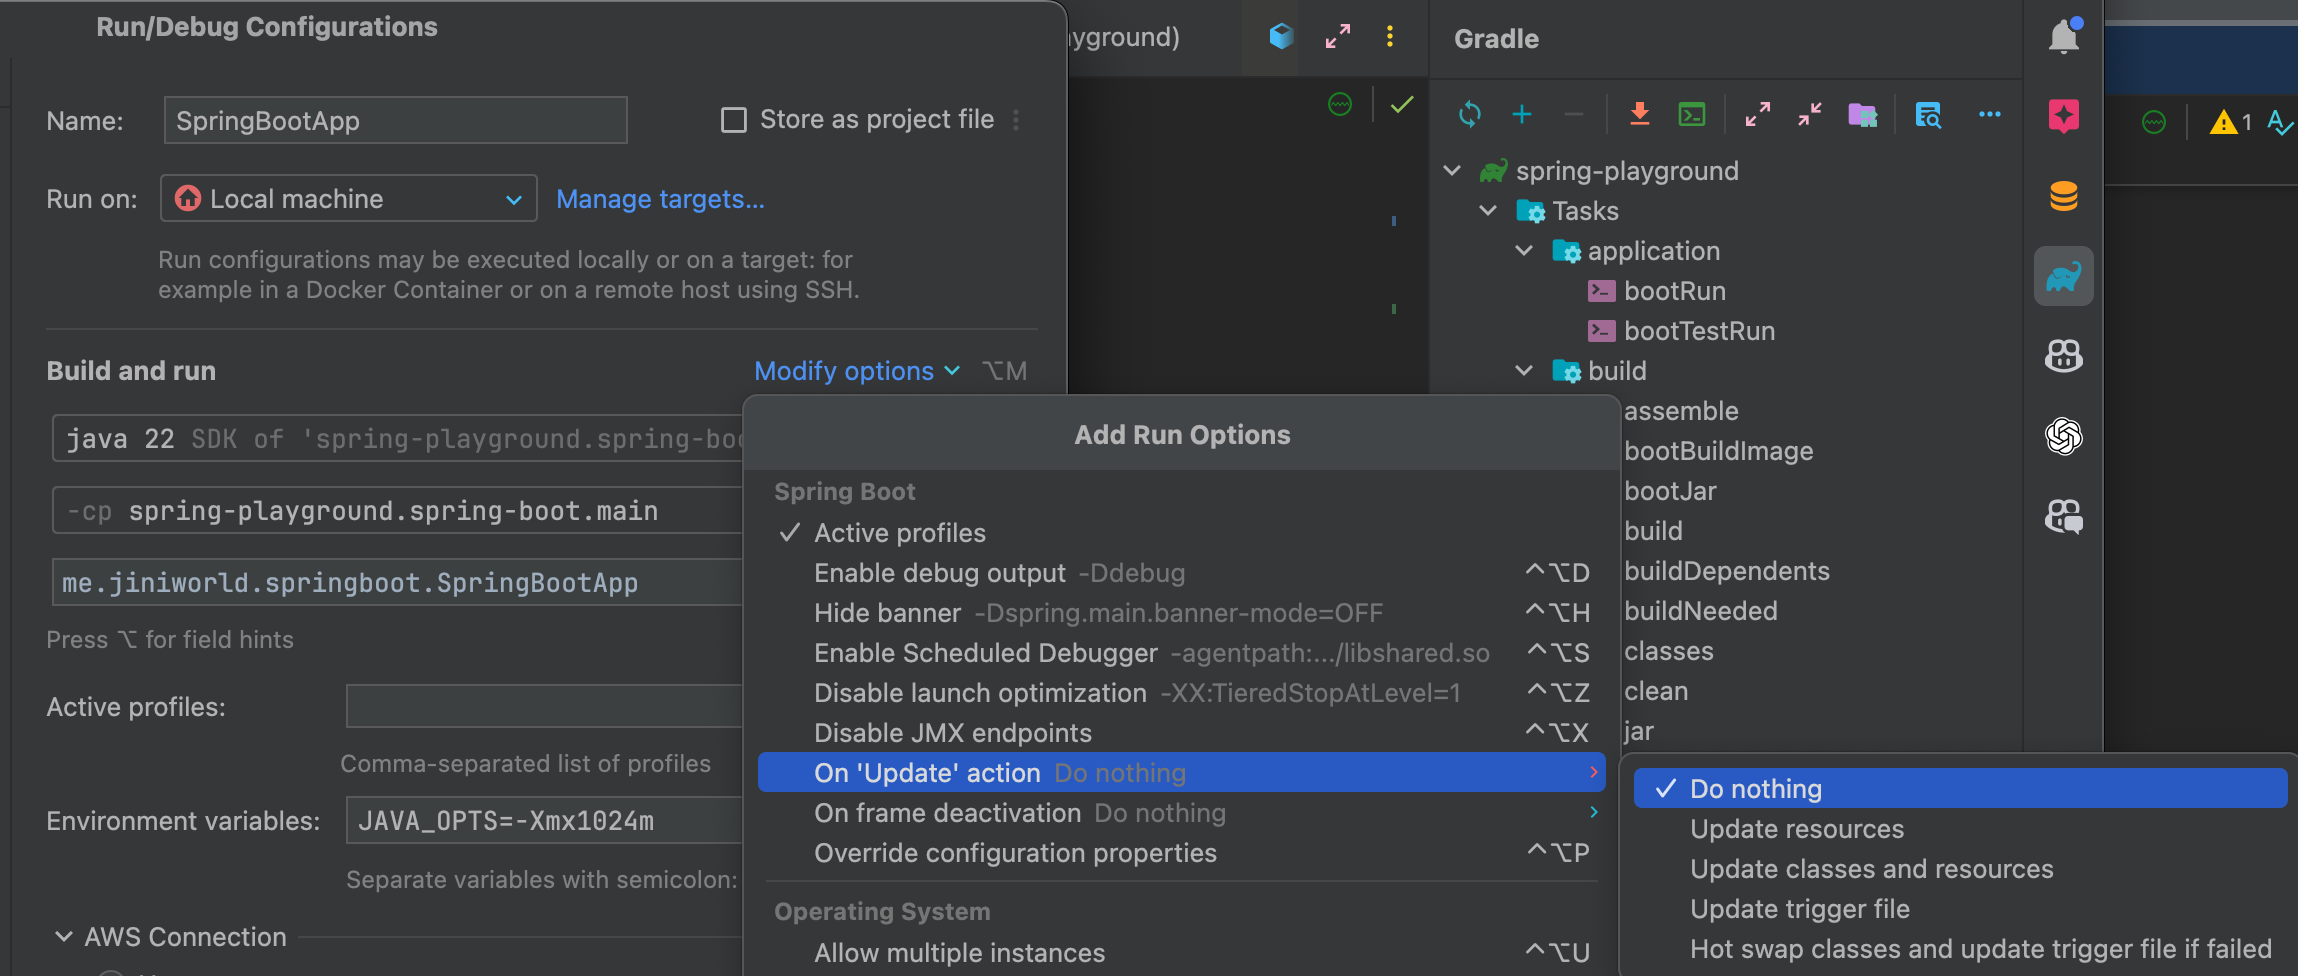 Run/Debug Configurations
Name:
SpringBootApp
Store as project file
Run on:
Local machine
Manage targets...
Run configurations may be executed locally or on a target: for
example in a Docker Container or on a remote host using SSH.
Build and run
Modify options
⌥M
java 22 SDK of 'spring-playground.spring-boo
-cp spring-playground.spring-boot.main
me.jiniworld.springboot.SpringBootApp
Press ⌥ for field hints
Active profiles:
Comma-separated list of profiles
Environment variables:
JAVA_OPTS=-Xmx1024m
Separate variables with semicolon:
AWS Connection
Add Run Options
Spring Boot
Active profiles
Enable debug output -Ddebug ^⌥D
Hide banner -Dspring.main.banner-mode=OFF ^⌥H
Enable Scheduled Debugger -agentpath:.../libshared.so ^⌥S
Disable launch optimization -XX:TieredStopAtLevel=1 ^⌥Z
Disable JMX endpoints ^⌥X
On 'Update' action Do nothing
On frame deactivation Do nothing
Override configuration properties ^⌥P
Operating System
Allow multiple instances ^⌥U
Do nothing
Update resources
Update classes and resources
Update trigger file
Hot swap classes and update trigger file if failed
yground)
Gradle
spring-playground
Tasks
application
bootRun
bootTestRun
build
assemble
bootBuildImage
bootJar
build
buildDependents
buildNeeded
classes
clean
jar
1